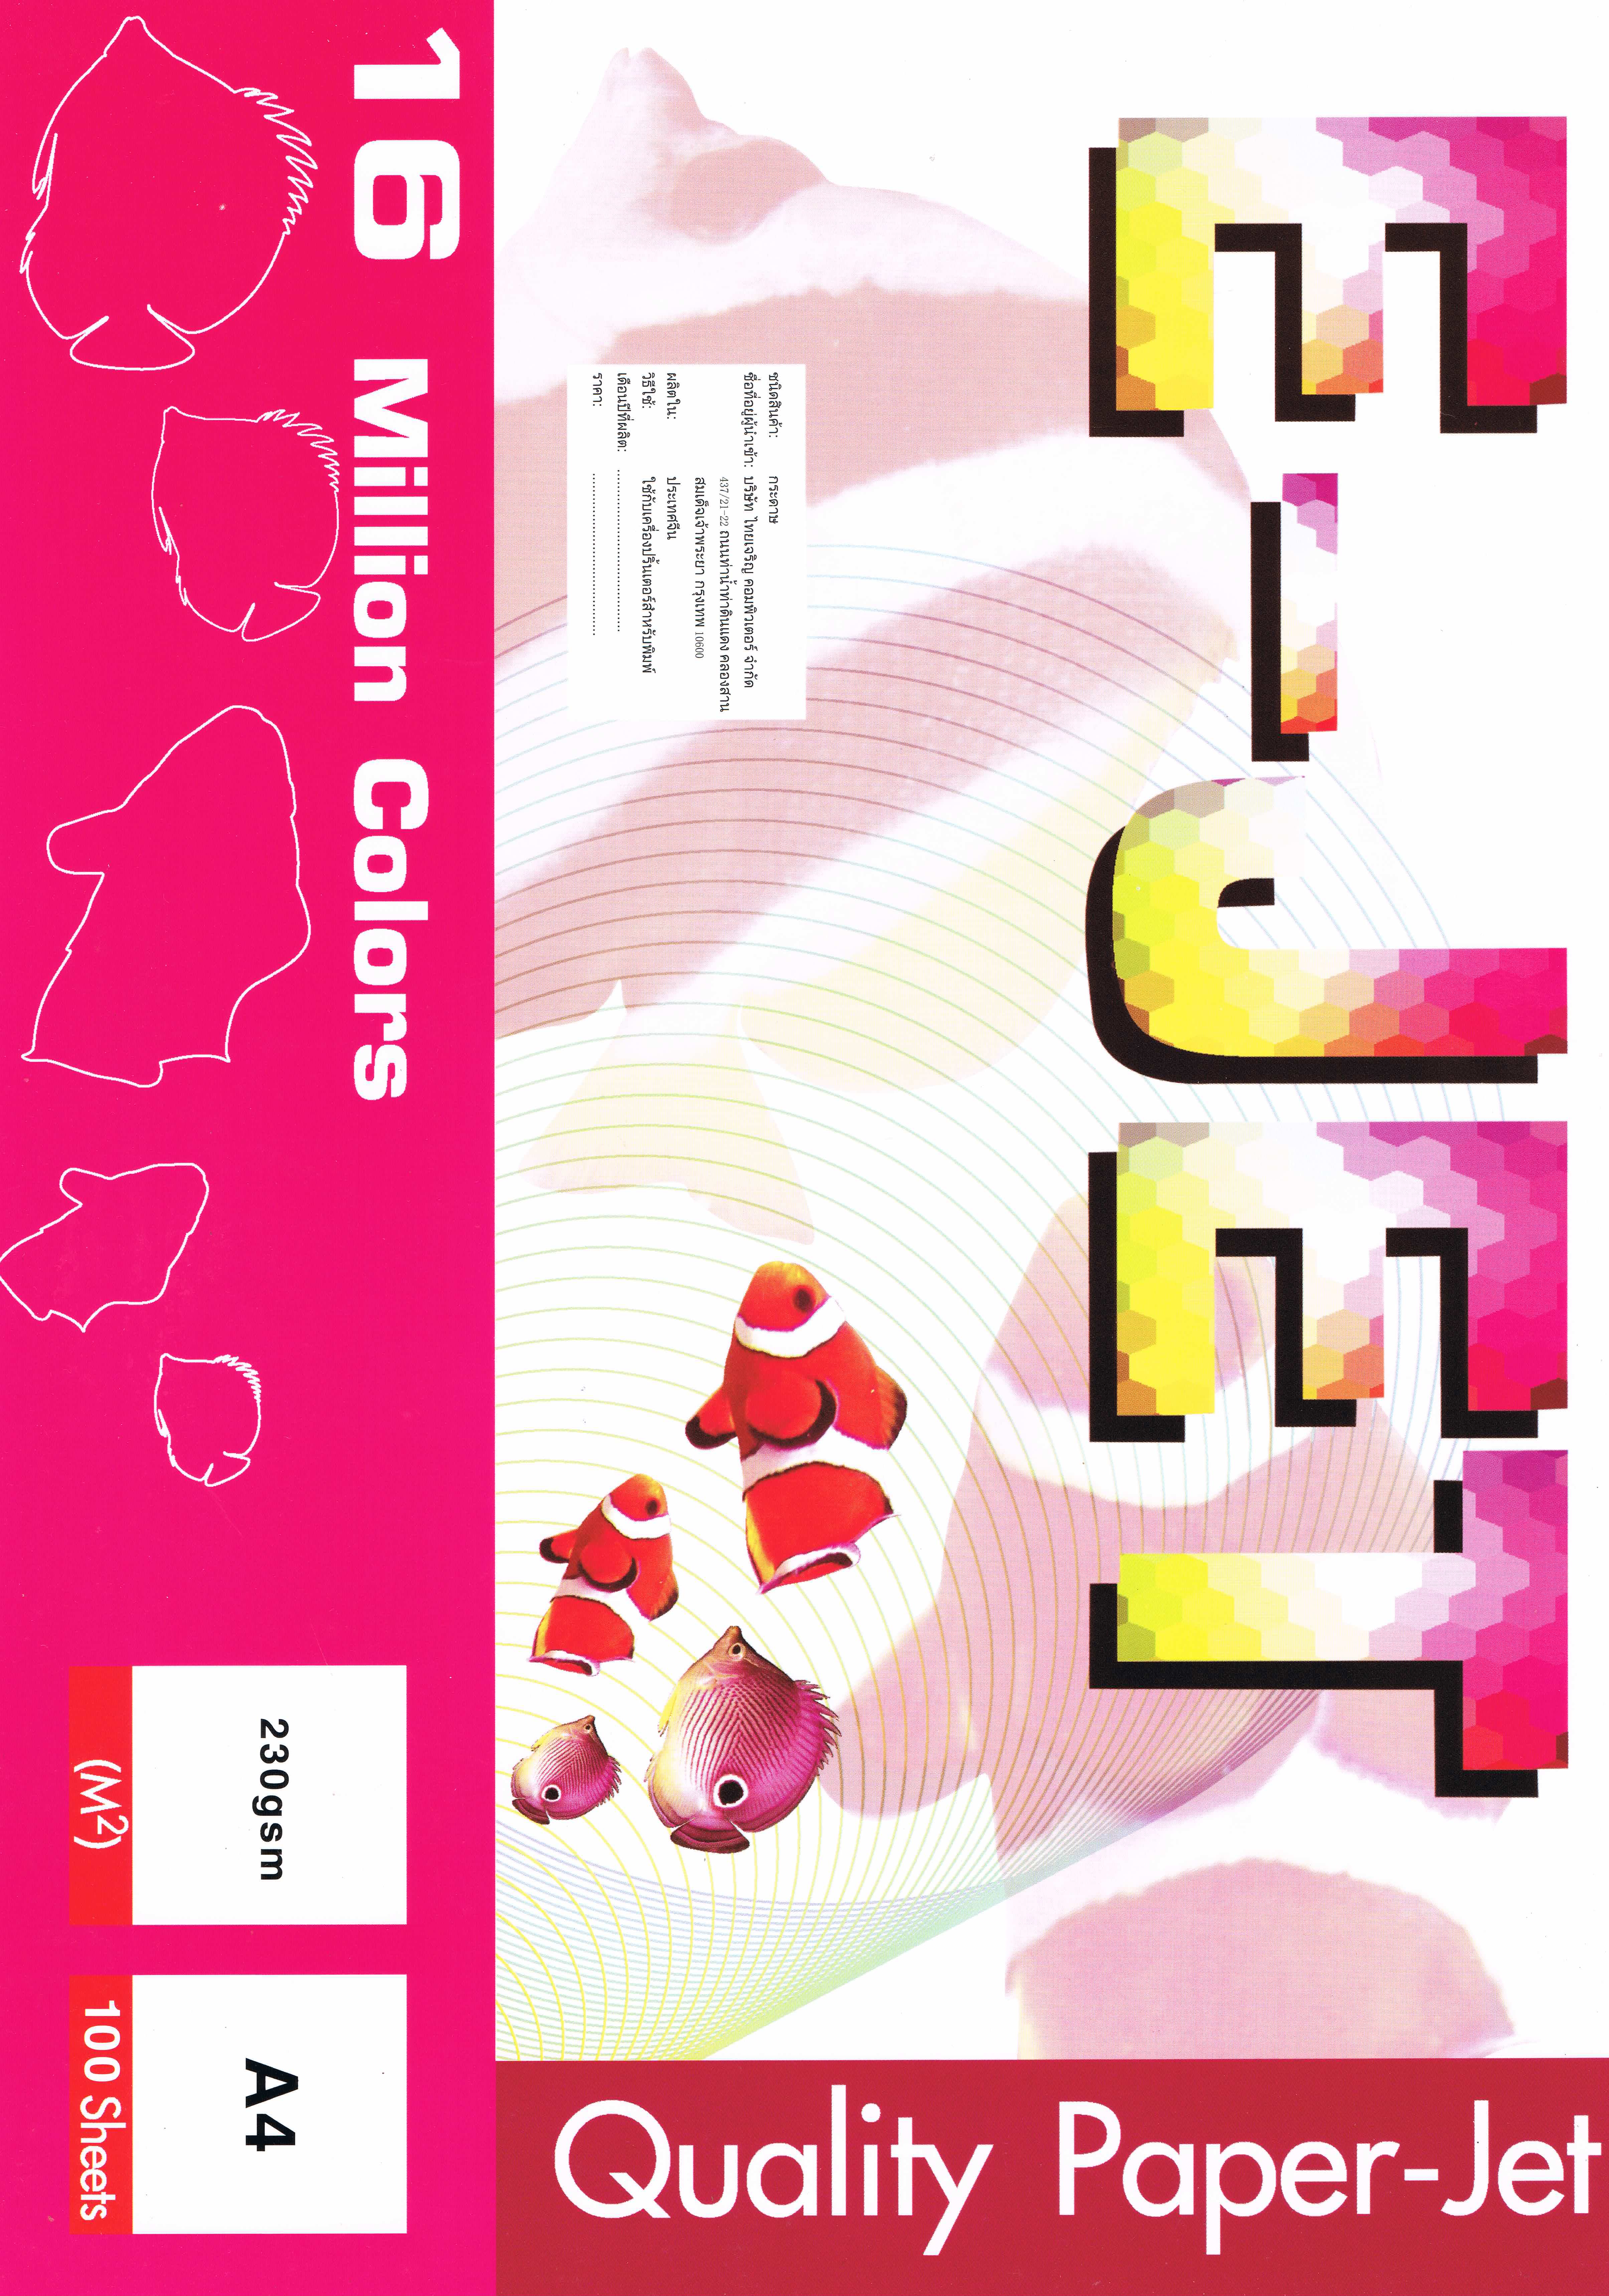 E-JET
ชนิดสินค้า: กระดาษ
ชื่อที่อยู่ผู้นำเข้า: บริษัท ไทยเจริญ คอมพิวเตอร์ จำกัด
437/21-22 ถนนท่าน้ำท่าดินแดง คลองสาน
สมเด็จเจ้าพระยา กรุงเทพ 10600
ผลิตใน: ประเทศจีน
วิธีใช้: ใช้กับเครื่องปริ้นเตอร์สำหรับพิมพ์
เดือนปีที่ผลิต: ........................................
ราคา: ........................................
16 Million Colors
230gsm
(M²)
A4
100 Sheets
Quality Paper-Jet